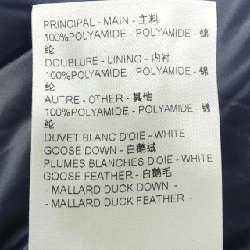 PRINCIPAL - MAIN - 主料
100%POLYAMIDE - POLYAMIDE - 锦
纶
DOUBLURE - LINING - 内衬
100%POLYAMIDE - POLYAMIDE - 锦
纶
AUTRE - OTHER - 其他
100%POLYAMIDE - POLYAMIDE - 锦
纶
DUVET BLANC D'OIE - WHITE
GOOSE DOWN - 白鹅绒
PLUMES BLANCHES D'OIE - WHITE
GOOSE FEATHER - 白鹅毛
- MALLARD DUCK DOWN -
- MALLARD DUCK FEATHER -